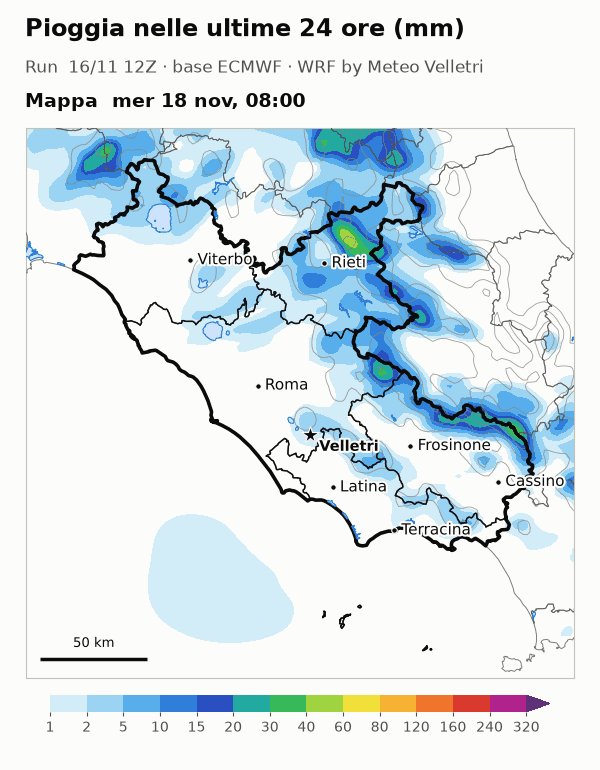 Pioggia nelle ultime 24 ore (mm)
Run 16/11 12Z · base ECMWF · WRF by Meteo Velletri
Mappa mer 18 nov, 08:00
Viterbo
Rieti
Roma
Velletri
Frosinone
Latina
Cassino
Terracina
50 km
1 2 5 10 15 20 30 40 60 80 120 160 240 320